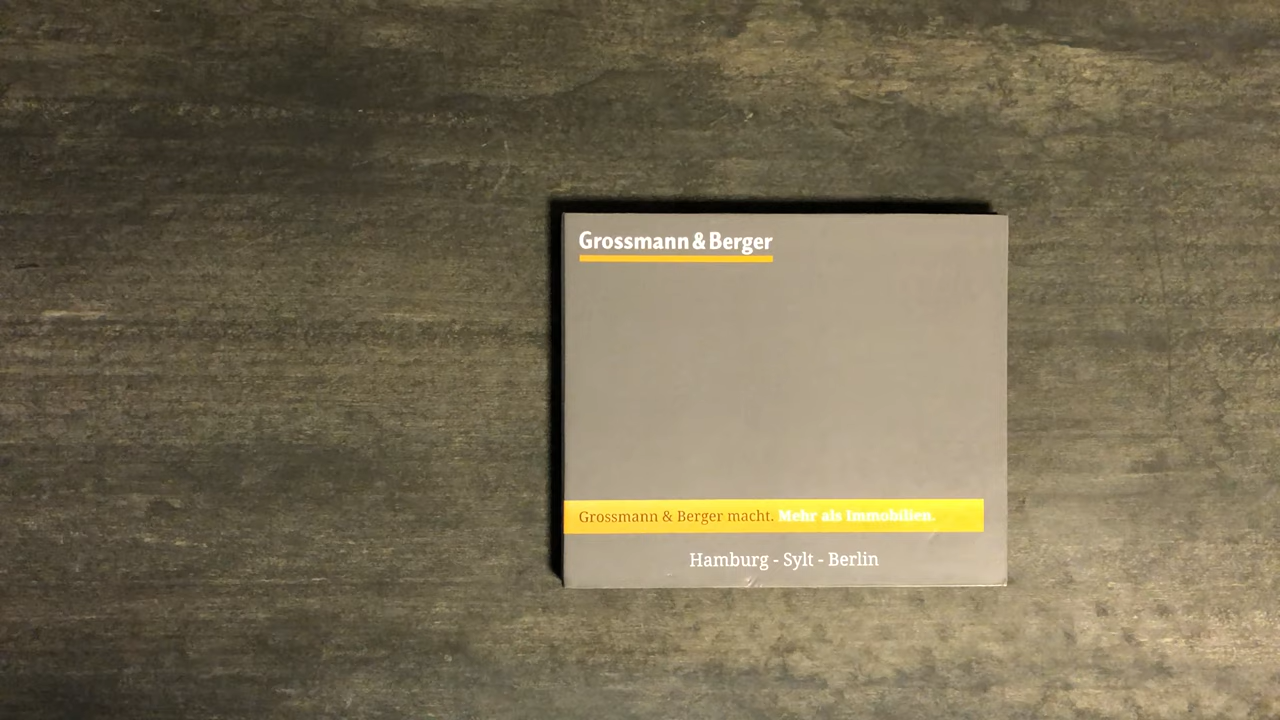 Grossmann & Berger
Grossmann & Berger macht. Mehr als Immobilien.
Hamburg - Sylt - Berlin